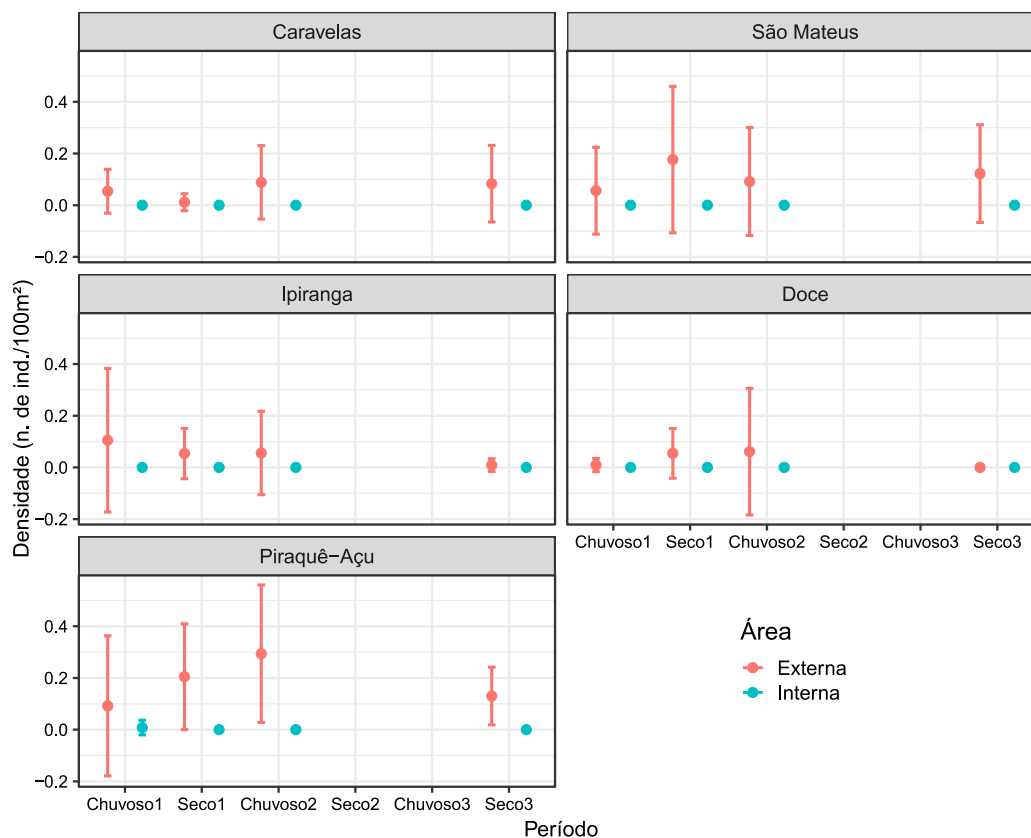 Caravelas
São Mateus
0.4
0.2
0.0
−0.2
Ipiranga
Doce
0.4
0.2
0.0
−0.2
Chuvoso1 Seco1 Chuvoso2 Seco2 Chuvoso3 Seco3
Piraquê−Açu
0.4
0.2
0.0
−0.2
Chuvoso1 Seco1 Chuvoso2 Seco2 Chuvoso3 Seco3
Densidade (n. de ind./100m²)
Período
Área
Externa
Interna